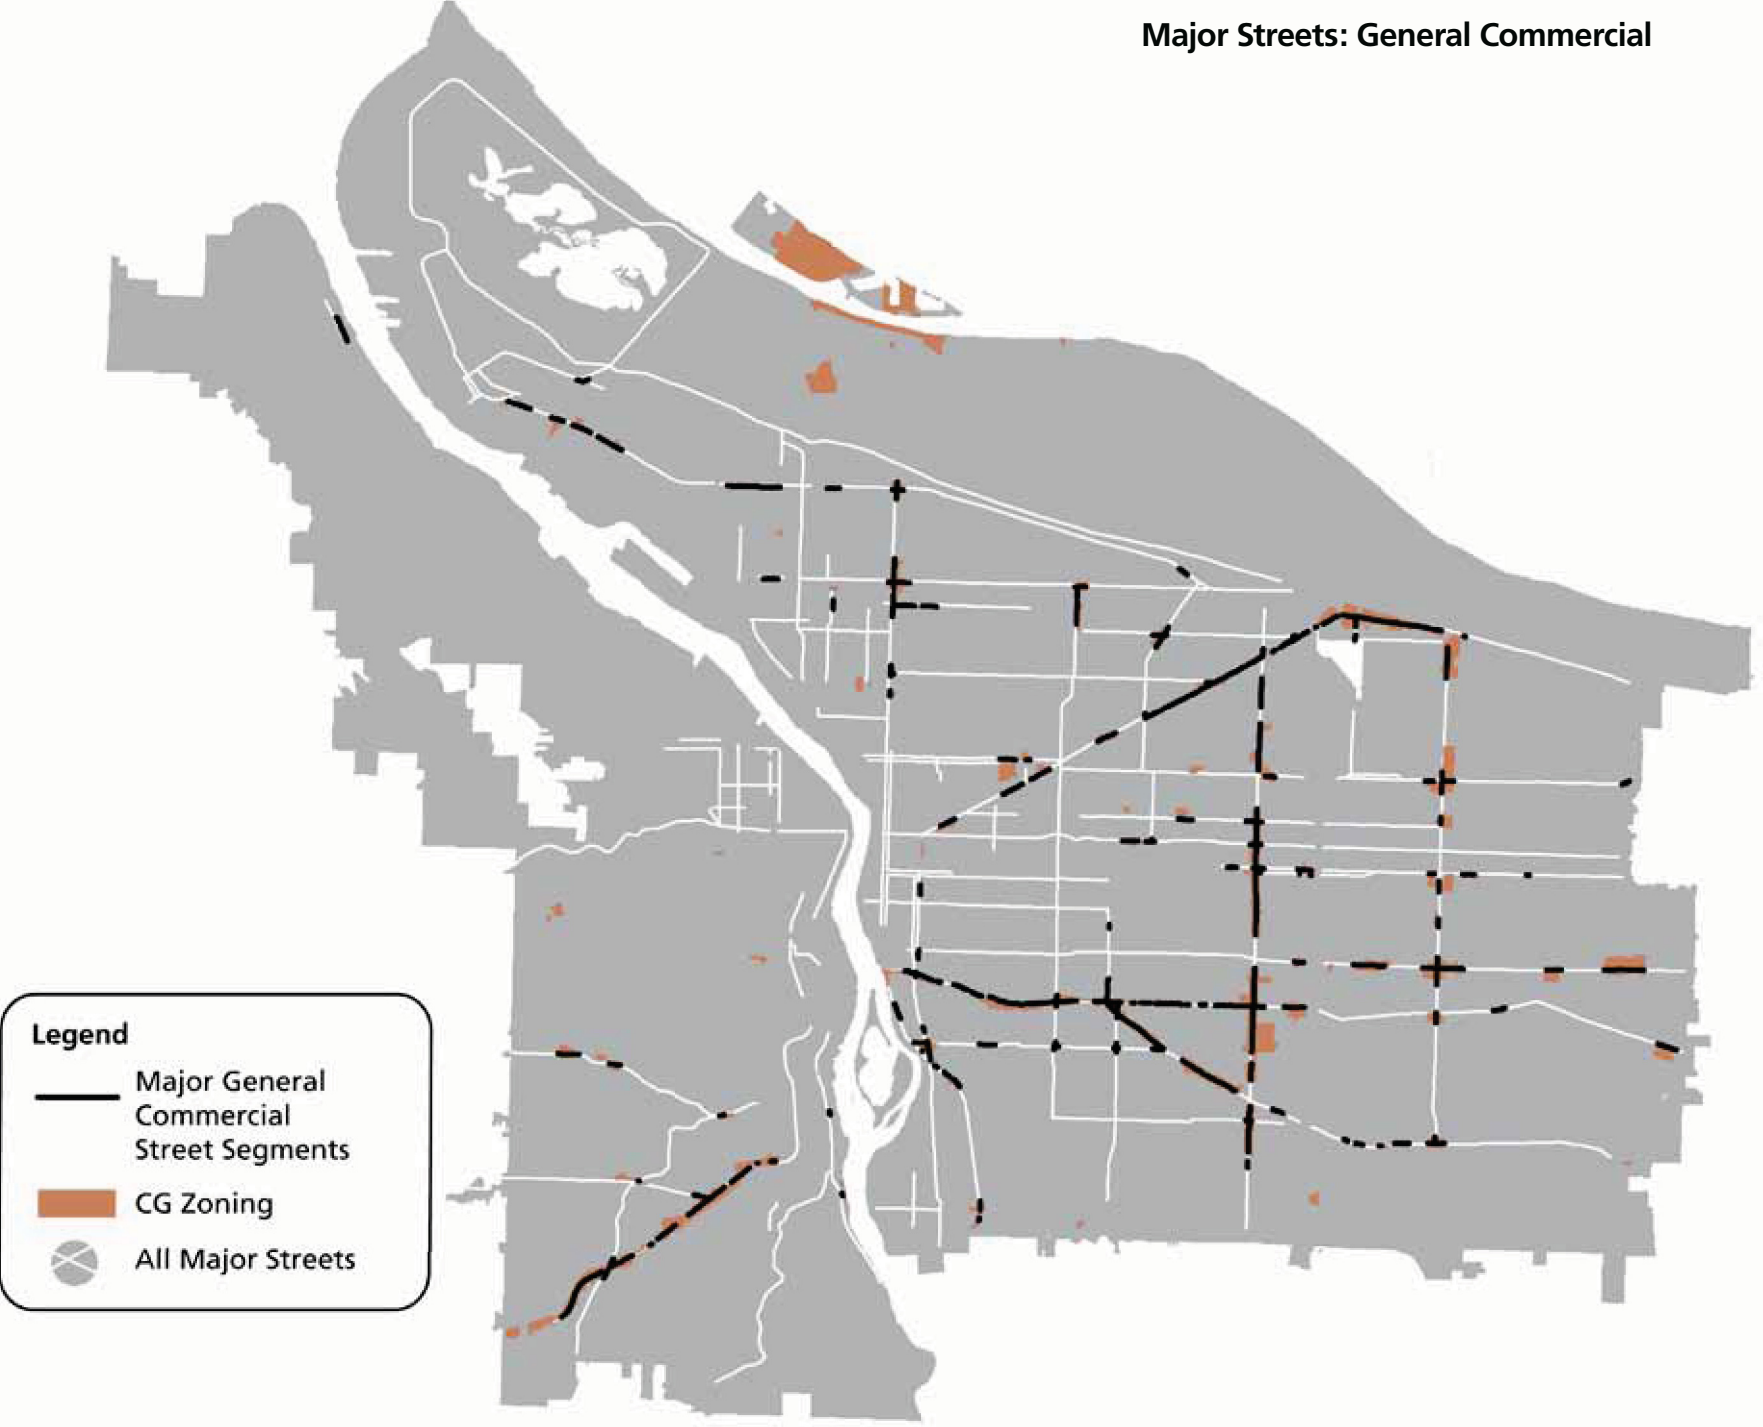 Major Streets: General Commercial
Legend
Major General
Commercial
Street Segments
CG Zoning
All Major Streets